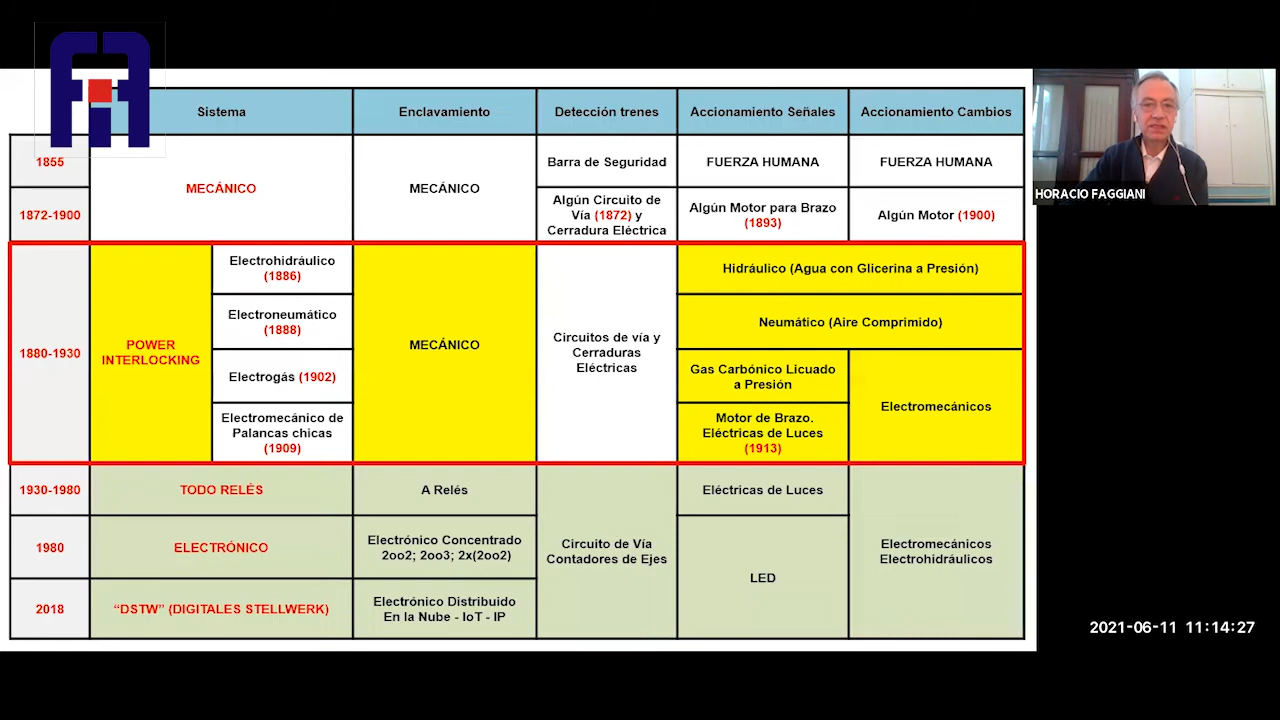 Sistema
Enclavamiento
Detección trenes
Accionamiento Señales
Accionamiento Cambios
1855
MECÁNICO
MECÁNICO
Barra de Seguridad
FUERZA HUMANA
FUERZA HUMANA
1872-1900
Algún Circuito de
Vía (1872) y
Cerradura Eléctrica
Algún Motor para Brazo
(1893)
Algún Motor (1900)
1880-1930
POWER
INTERLOCKING
Electrohidráulico
(1886)
Electroneumático
(1888)
Electrogás (1902)
Electromecánico de
Palancas chicas
(1909)
MECÁNICO
Circuitos de vía y
Cerraduras
Eléctricas
Hidráulico (Agua con Glicerina a Presión)
Neumático (Aire Comprimido)
Gas Carbónico Licuado
a Presión
Motor de Brazo.
Eléctricas de Luces
(1913)
Electromecánicos
1930-1980
TODO RELÉS
A Relés
Eléctricas de Luces
1980
ELECTRÓNICO
Electrónico Concentrado
2oo2; 2oo3; 2x(2oo2)
Circuito de Vía
Contadores de Ejes
LED
Electromecánicos
Electrohidráulicos
2018
“DSTW” (DIGITALES STELLWERK)
Electrónico Distribuido
En la Nube - IoT - IP
HORACIO FAGGIANI
2021-06-11 11:14:27